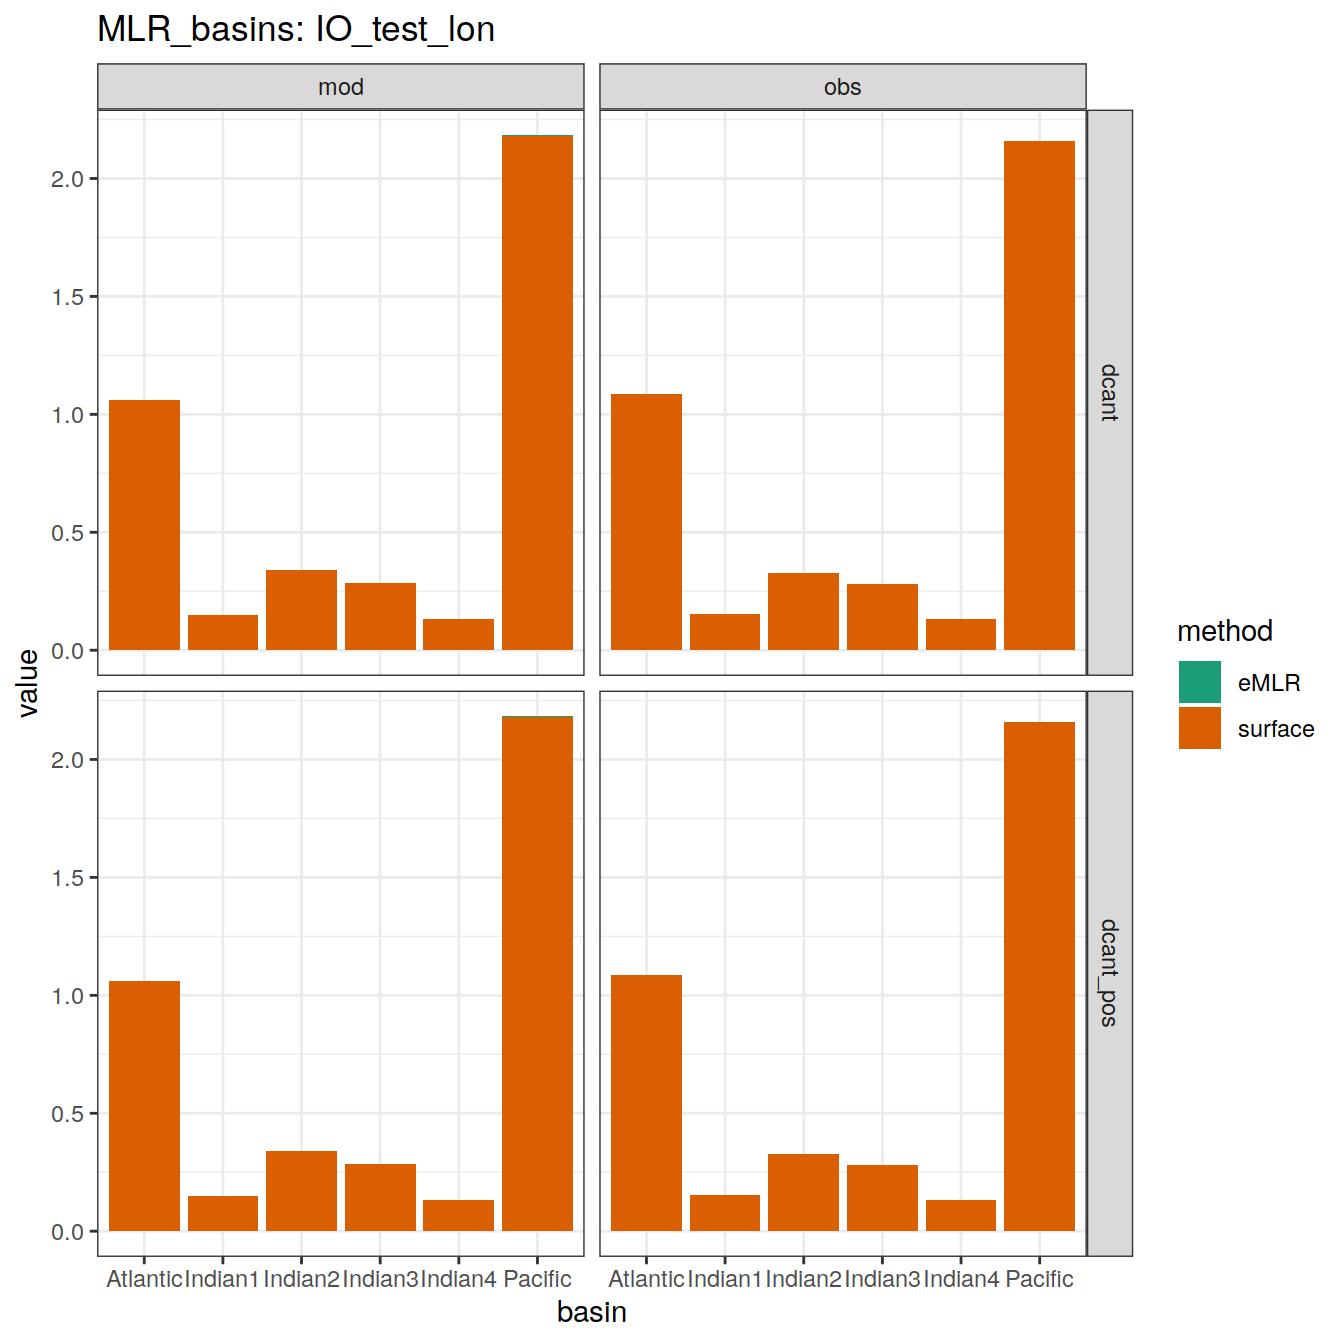 MLR_basins: IO_test_lon
mod
obs
2.0
1.5
1.0
0.5
0.0
dcant
2.0
1.5
1.0
0.5
0.0
dcant_pos
value
Atlantic Indian1 Indian2 Indian3 Indian4 Pacific
Atlantic Indian1 Indian2 Indian3 Indian4 Pacific
basin
method
eMLR
surface